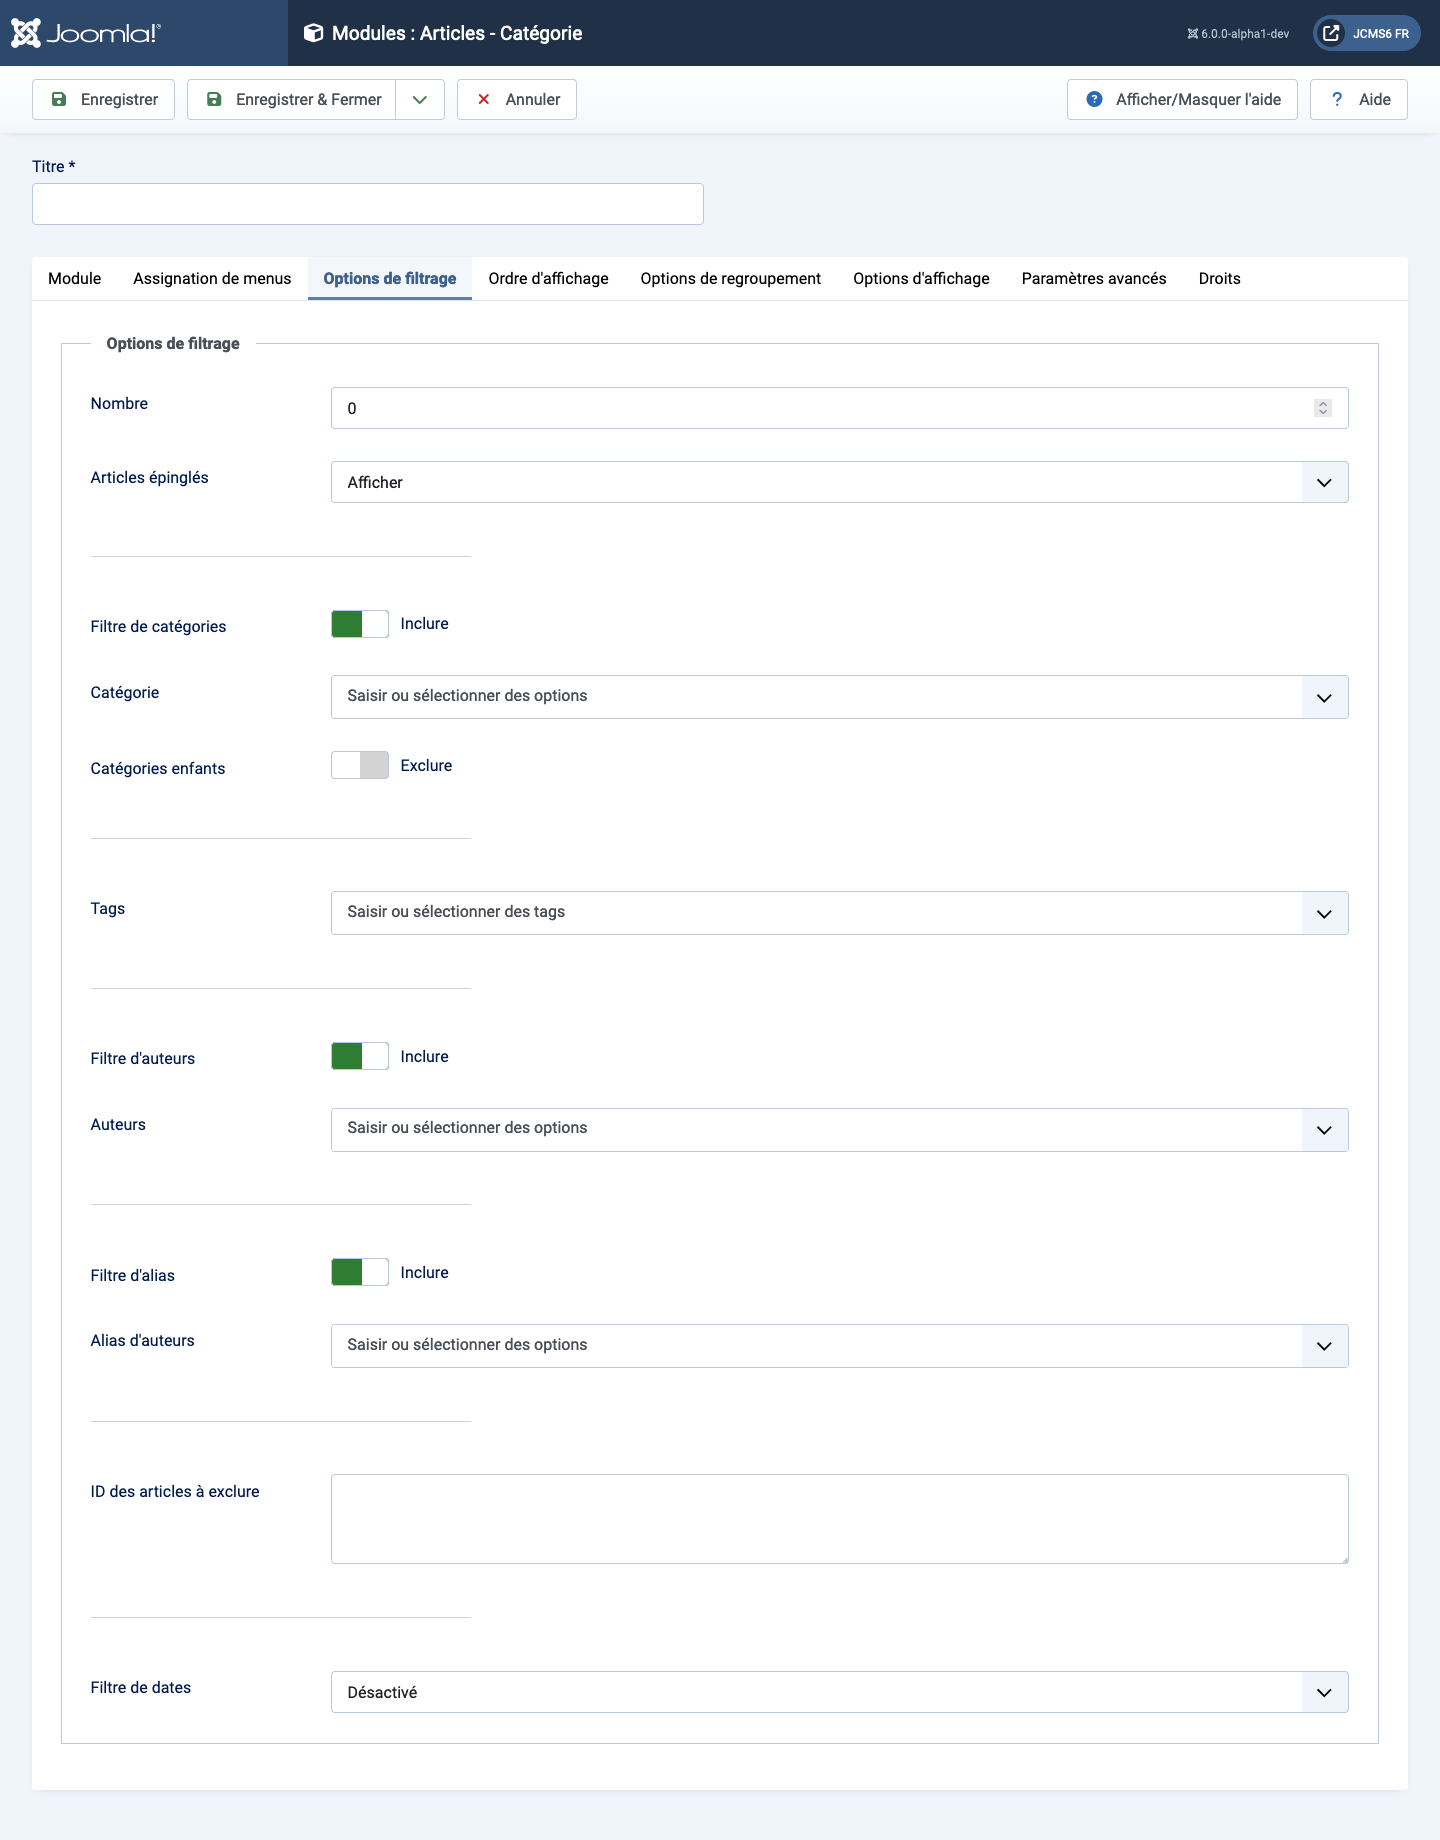 Joomla!®
Modules : Articles - Catégorie
6.0.0-alpha1-dev
JCMS6 FR
Enregistrer
Enregistrer & Fermer
Annuler
Afficher/Masquer l'aide
? Aide
Titre *
Module
Assignation de menus
Options de filtrage
Ordre d'affichage
Options de regroupement
Options d'affichage
Paramètres avancés
Droits
Options de filtrage
Nombre
0
Articles épinglés
Afficher
Filtre de catégories
Inclure
Catégorie
Saisir ou sélectionner des options
Catégories enfants
Exclure
Tags
Saisir ou sélectionner des tags
Filtre d'auteurs
Inclure
Auteurs
Saisir ou sélectionner des options
Filtre d'alias
Inclure
Alias d'auteurs
Saisir ou sélectionner des options
ID des articles à exclure
Filtre de dates
Désactivé